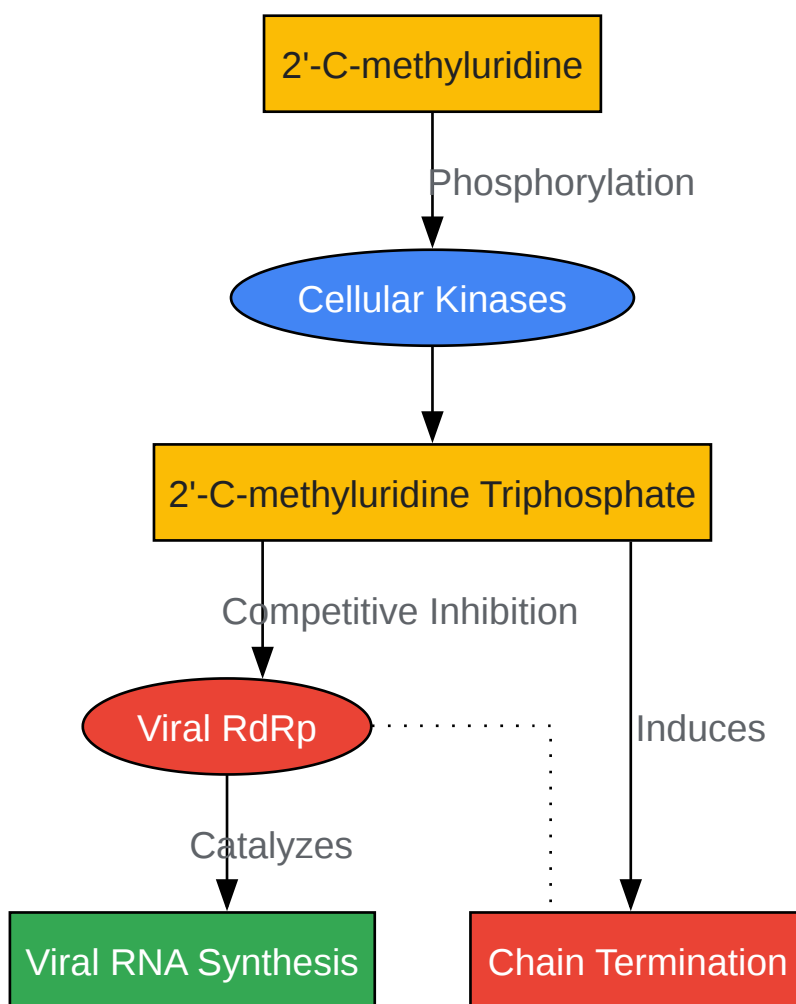 2'-C-methyluridine
Phosphorylation
Cellular Kinases
2'-C-methyluridine Triphosphate
Competitive Inhibition
Viral RdRp
Induces
Catalyzes
Viral RNA Synthesis
Chain Termination